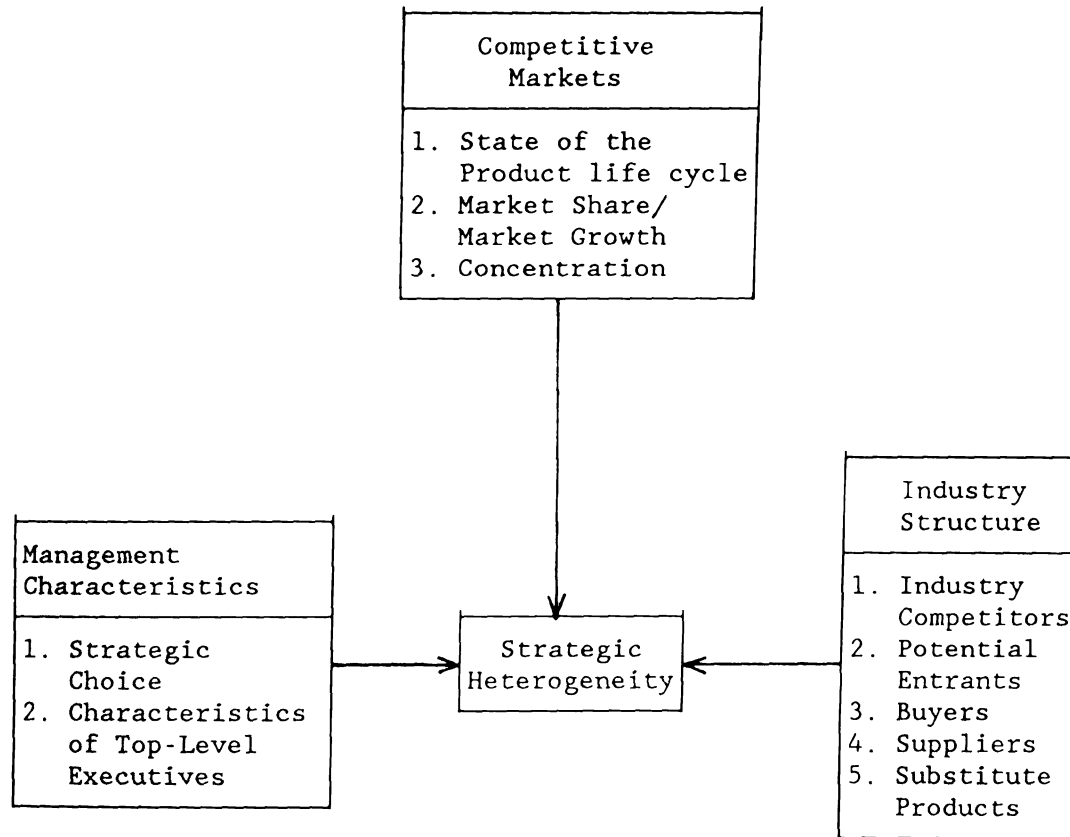 Competitive
Markets
1. State of the
Product life cycle
2. Market Share/
Market Growth
3. Concentration
Management
Characteristics
1. Strategic
Choice
2. Characteristics
of Top-Level
Executives
Strategic
Heterogeneity
Industry
Structure
1. Industry
Competitors
2. Potential
Entrants
3. Buyers
4. Suppliers
5. Substitute
Products